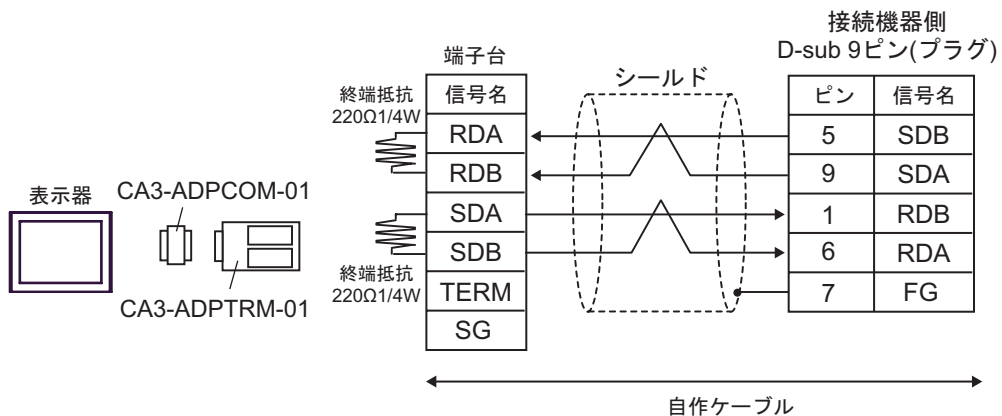 接続機器側
D-sub 9ピン(プラグ)
端子台
シールド
終端抵抗
220Ω1/4W
信号名
ピン 信号名
RDA 5 SDB
RDB 9 SDA
表示器 CA3-ADPCOM-01
SDA 1 RDB
SDB 6 RDA
終端抵抗
220Ω1/4W
TERM 7 FG
CA3-ADPTRM-01
SG
自作ケーブル